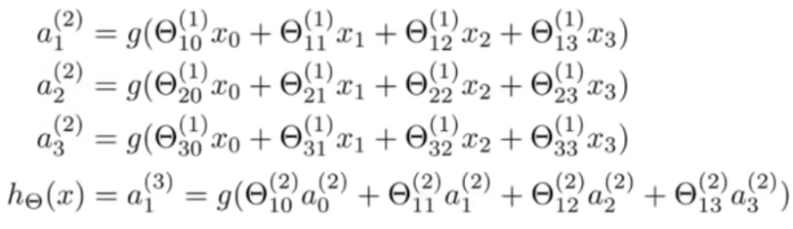 $a_1^{(2)} = g(\Theta_{10}^{(1)}x_0 + \Theta_{11}^{(1)}x_1 + \Theta_{12}^{(1)}x_2 + \Theta_{13}^{(1)}x_3)$
$a_2^{(2)} = g(\Theta_{20}^{(1)}x_0 + \Theta_{21}^{(1)}x_1 + \Theta_{22}^{(1)}x_2 + \Theta_{23}^{(1)}x_3)$
$a_3^{(2)} = g(\Theta_{30}^{(1)}x_0 + \Theta_{31}^{(1)}x_1 + \Theta_{32}^{(1)}x_2 + \Theta_{33}^{(1)}x_3)$
$h_\Theta(x) = a_1^{(3)} = g(\Theta_{10}^{(2)}a_0^{(2)} + \Theta_{11}^{(2)}a_1^{(2)} + \Theta_{12}^{(2)}a_2^{(2)} + \Theta_{13}^{(2)}a_3^{(2)})$